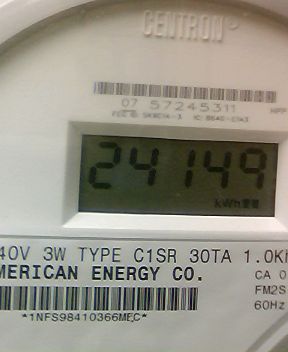 CENTRON
07 57245311
24149
kWh
40V 3W TYPE C1SR 30TA 1.0Kh
MERICAN ENERGY CO.
CA 0
FM2S
60Hz
*1NFS98410366MEC*